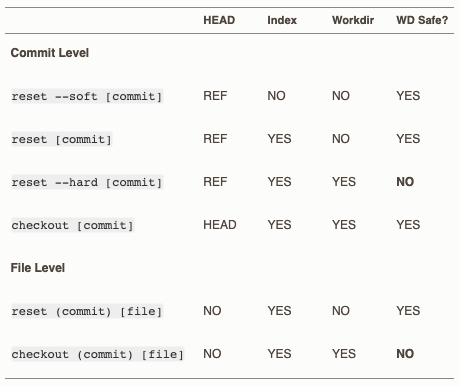 HEAD Index Workdir WD Safe?
Commit Level
reset --soft [commit] REF NO NO YES
reset [commit] REF YES NO YES
reset --hard [commit] REF YES YES NO
checkout [commit] HEAD YES YES YES
File Level
reset (commit) [file] NO YES NO YES
checkout (commit) [file] NO YES YES NO